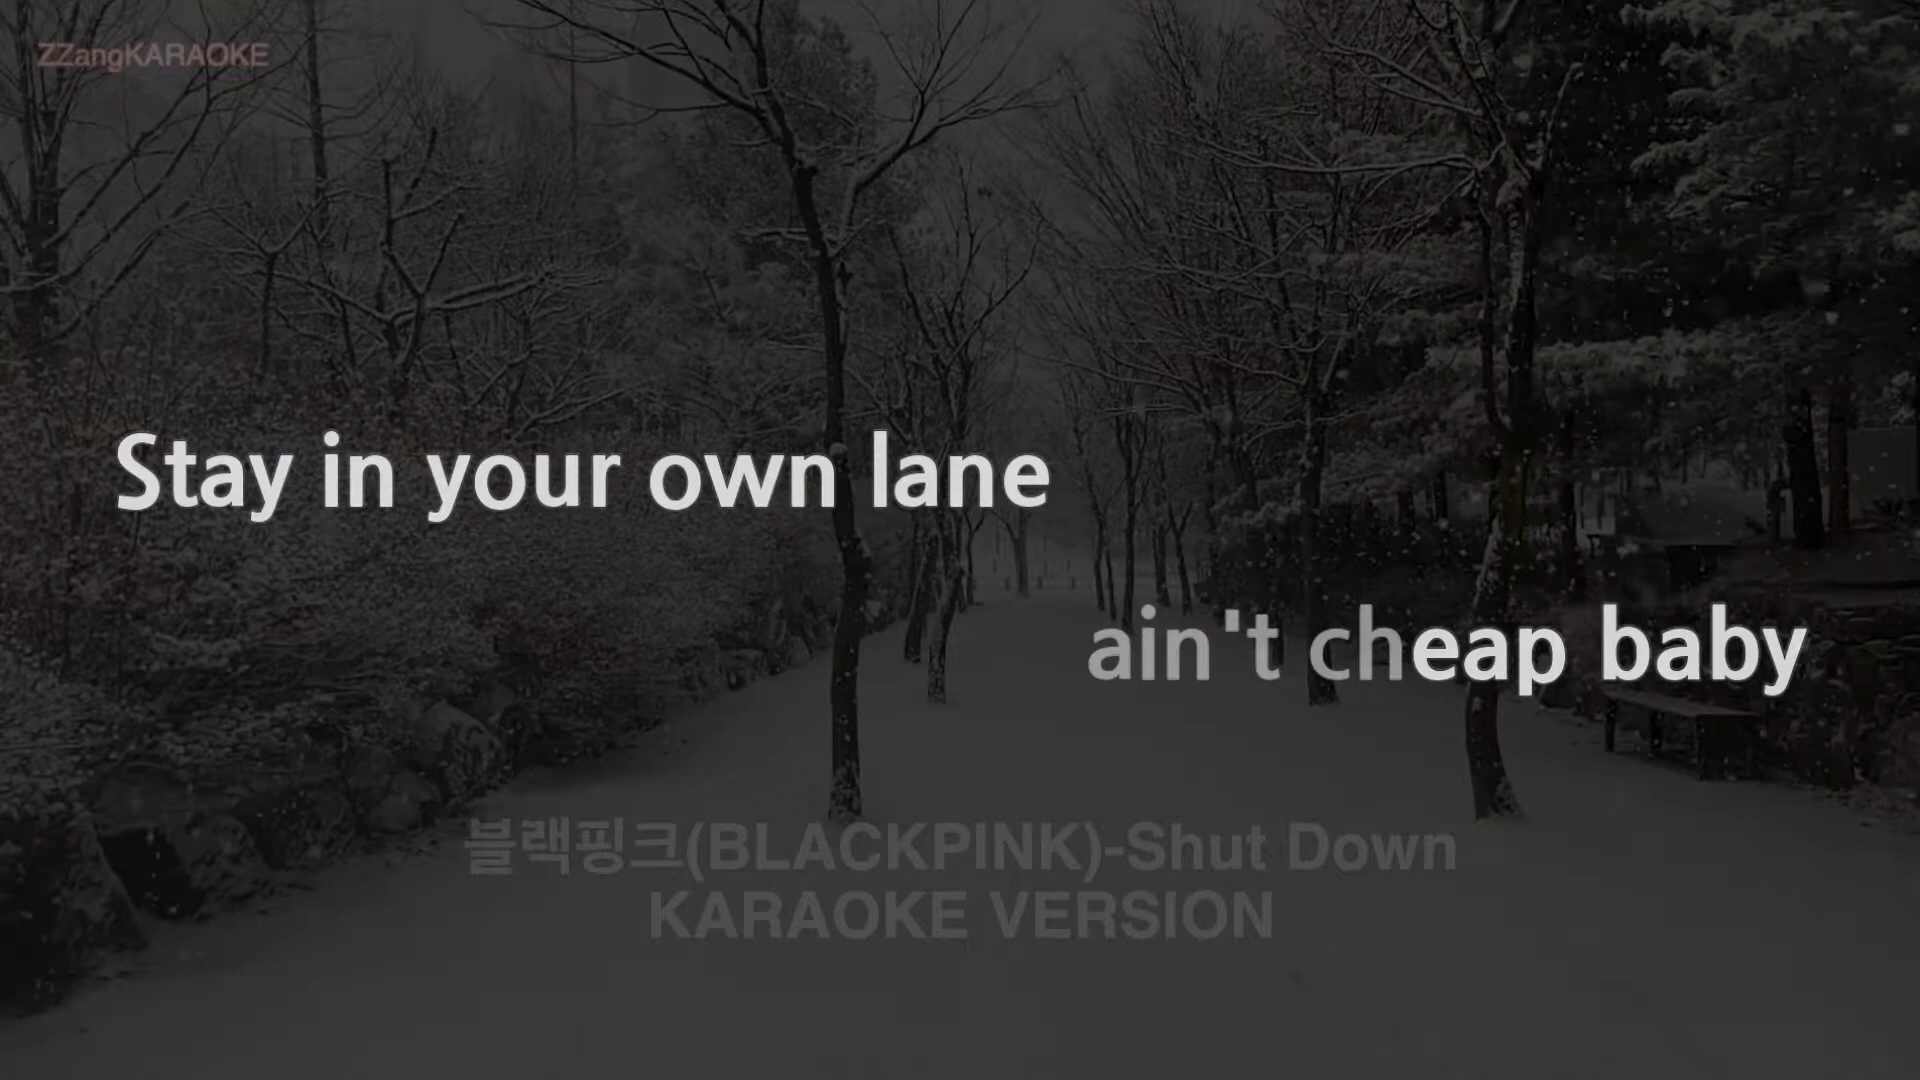 ZZangKARAOKE
Stay in your own lane
ain't cheap baby
블랙핑크(BLACKPINK)-Shut Down
KARAOKE VERSION